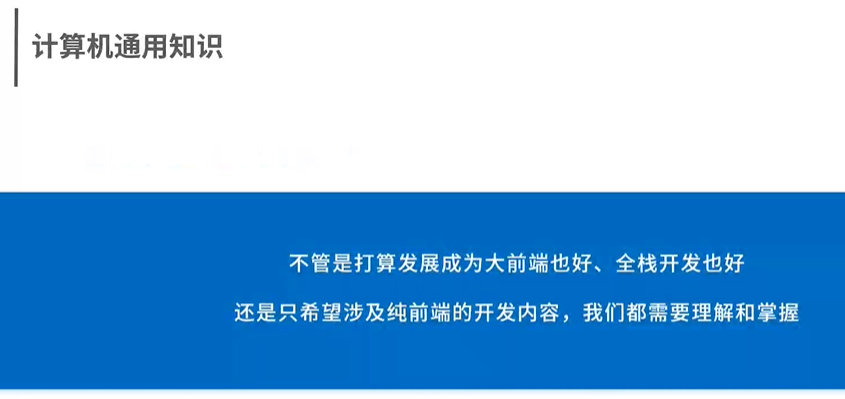 计算机通用知识
不管是打算发展成为大前端也好、全栈开发也好
还是只希望涉及纯前端的开发内容，我们都需要理解和掌握